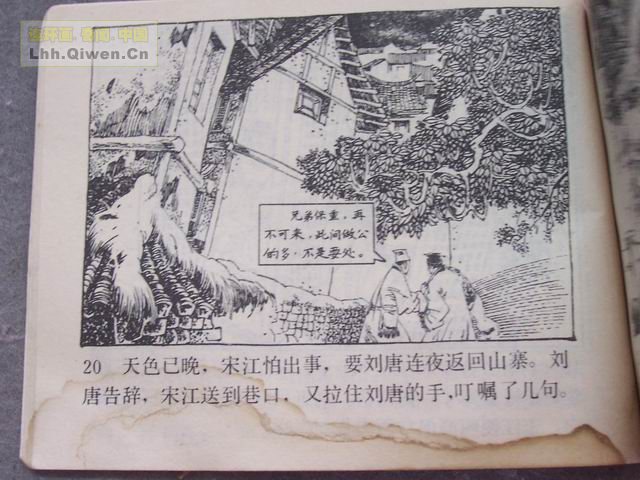 连环画.奇闻.中国
Lhh.Qiwen.Cn
兄弟保重，再
不可来，此间做公
的多，不是耍处。
20 天色已晚，宋江怕出事，要刘唐连夜返回山寨。刘
唐告辞，宋江送到巷口，又拉住刘唐的手，叮嘱了几句。